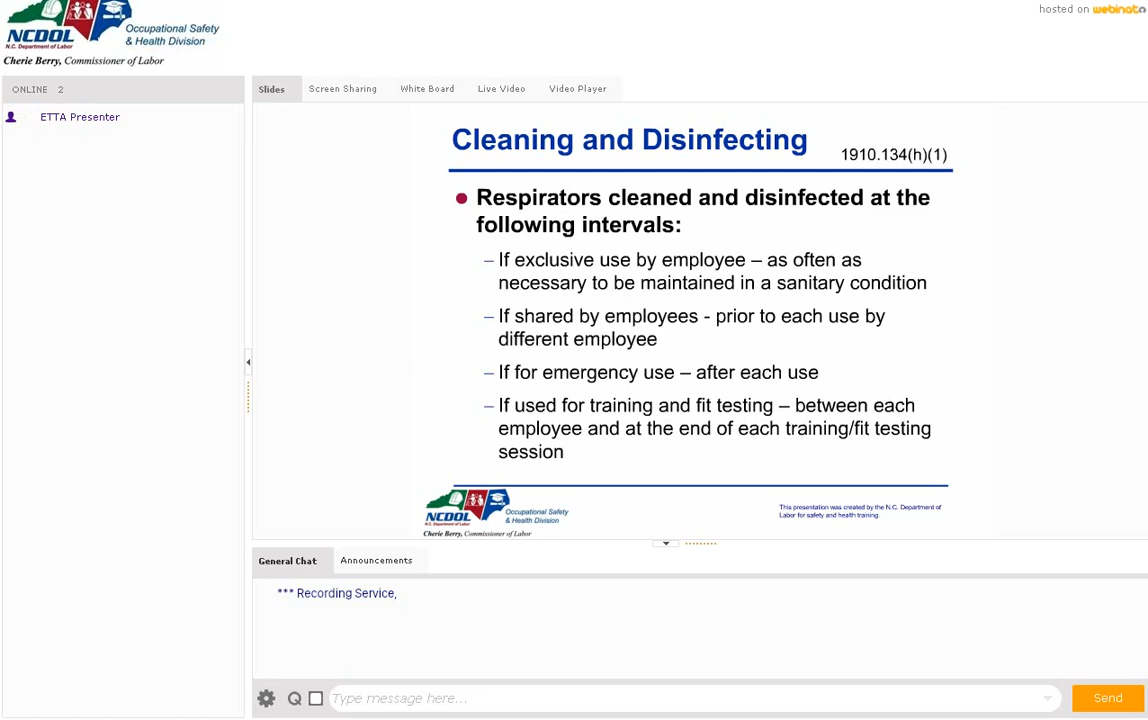 hosted on webinato
NCDOL
N.C. Department of Labor
Occupational Safety
& Health Division
Cherie Berry, Commissioner of Labor
ONLINE 2
ETTA Presenter
Slides Screen Sharing White Board Live Video Video Player
Cleaning and Disinfecting
1910.134(h)(1)
Respirators cleaned and disinfected at the
following intervals:
– If exclusive use by employee – as often as
necessary to be maintained in a sanitary condition
– If shared by employees - prior to each use by
different employee
– If for emergency use – after each use
– If used for training and fit testing – between each
employee and at the end of each training/fit testing
session
NCDOL
N.C. Department of Labor
Occupational Safety
& Health Division
Cherie Berry, Commissioner of Labor
This presentation was created by the N.C. Department of
Labor for safety and health training.
General Chat Announcements
*** Recording Service,
Q Type message here... Send